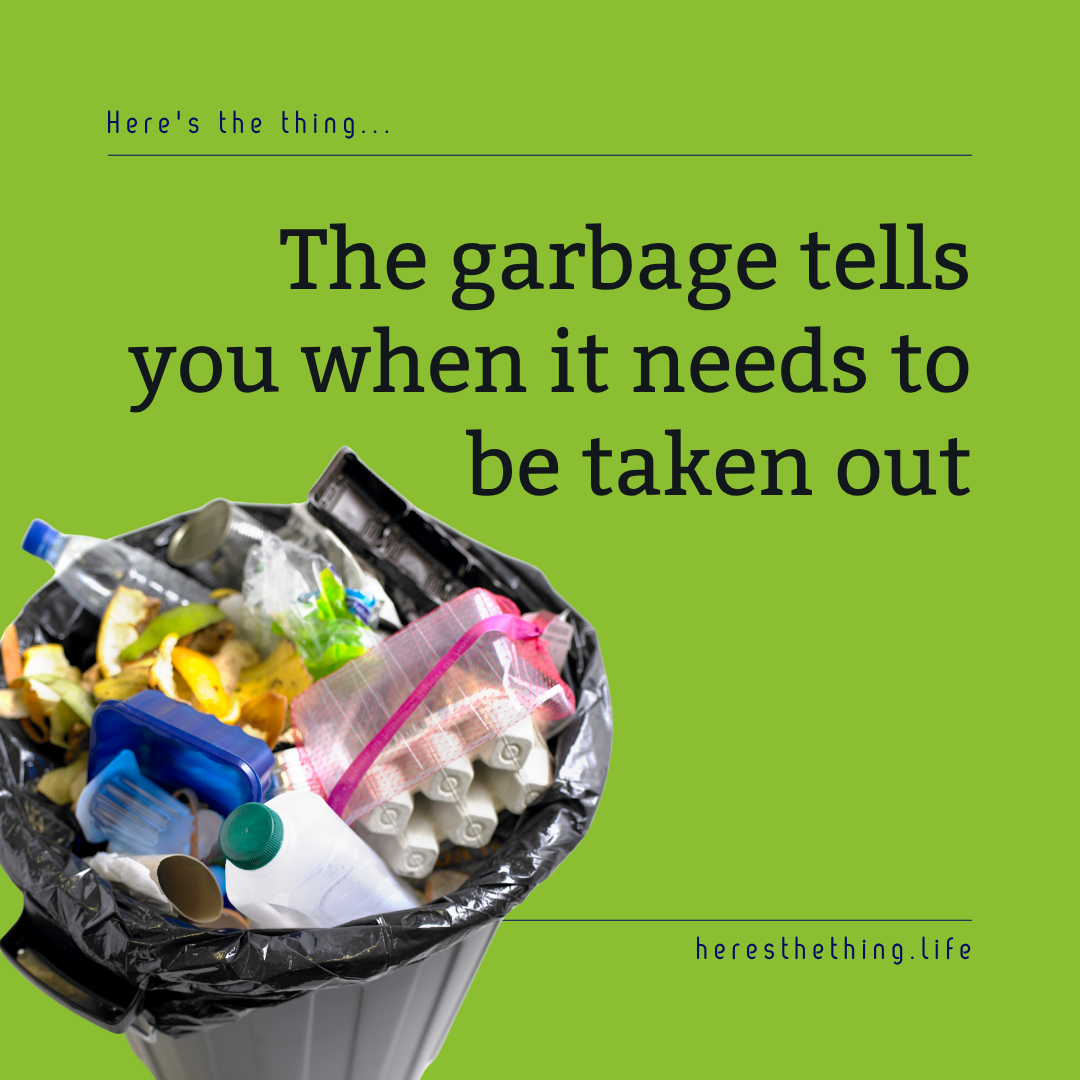 Here's the thing...
The garbage tells
you when it needs to
be taken out
heresthething.life